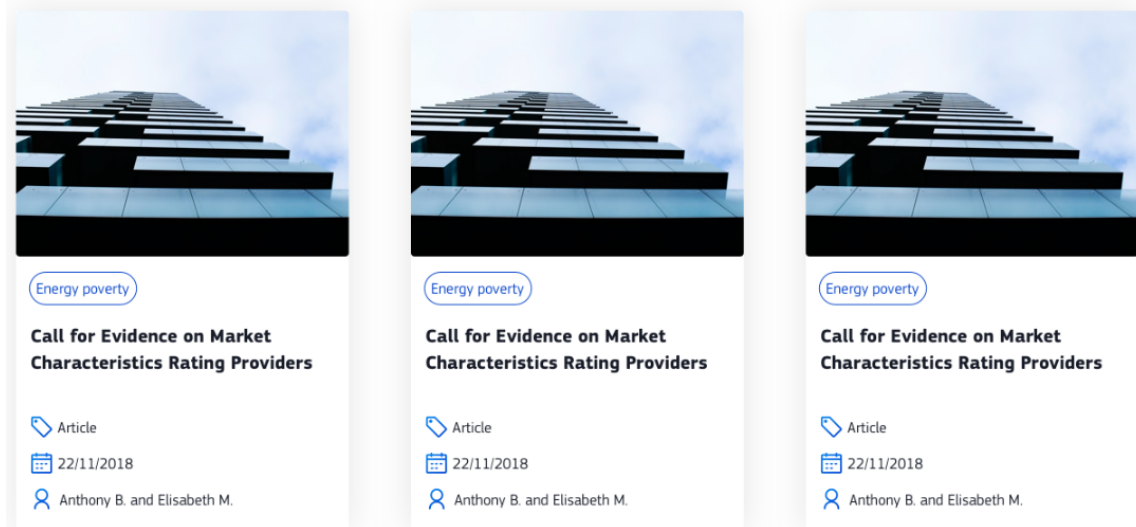 Energy poverty
Call for Evidence on Market
Characteristics Rating Providers
Article
22/11/2018
Anthony B. and Elisabeth M.
Energy poverty
Call for Evidence on Market
Characteristics Rating Providers
Article
22/11/2018
Anthony B. and Elisabeth M.
Energy poverty
Call for Evidence on Market
Characteristics Rating Providers
Article
22/11/2018
Anthony B. and Elisabeth M.